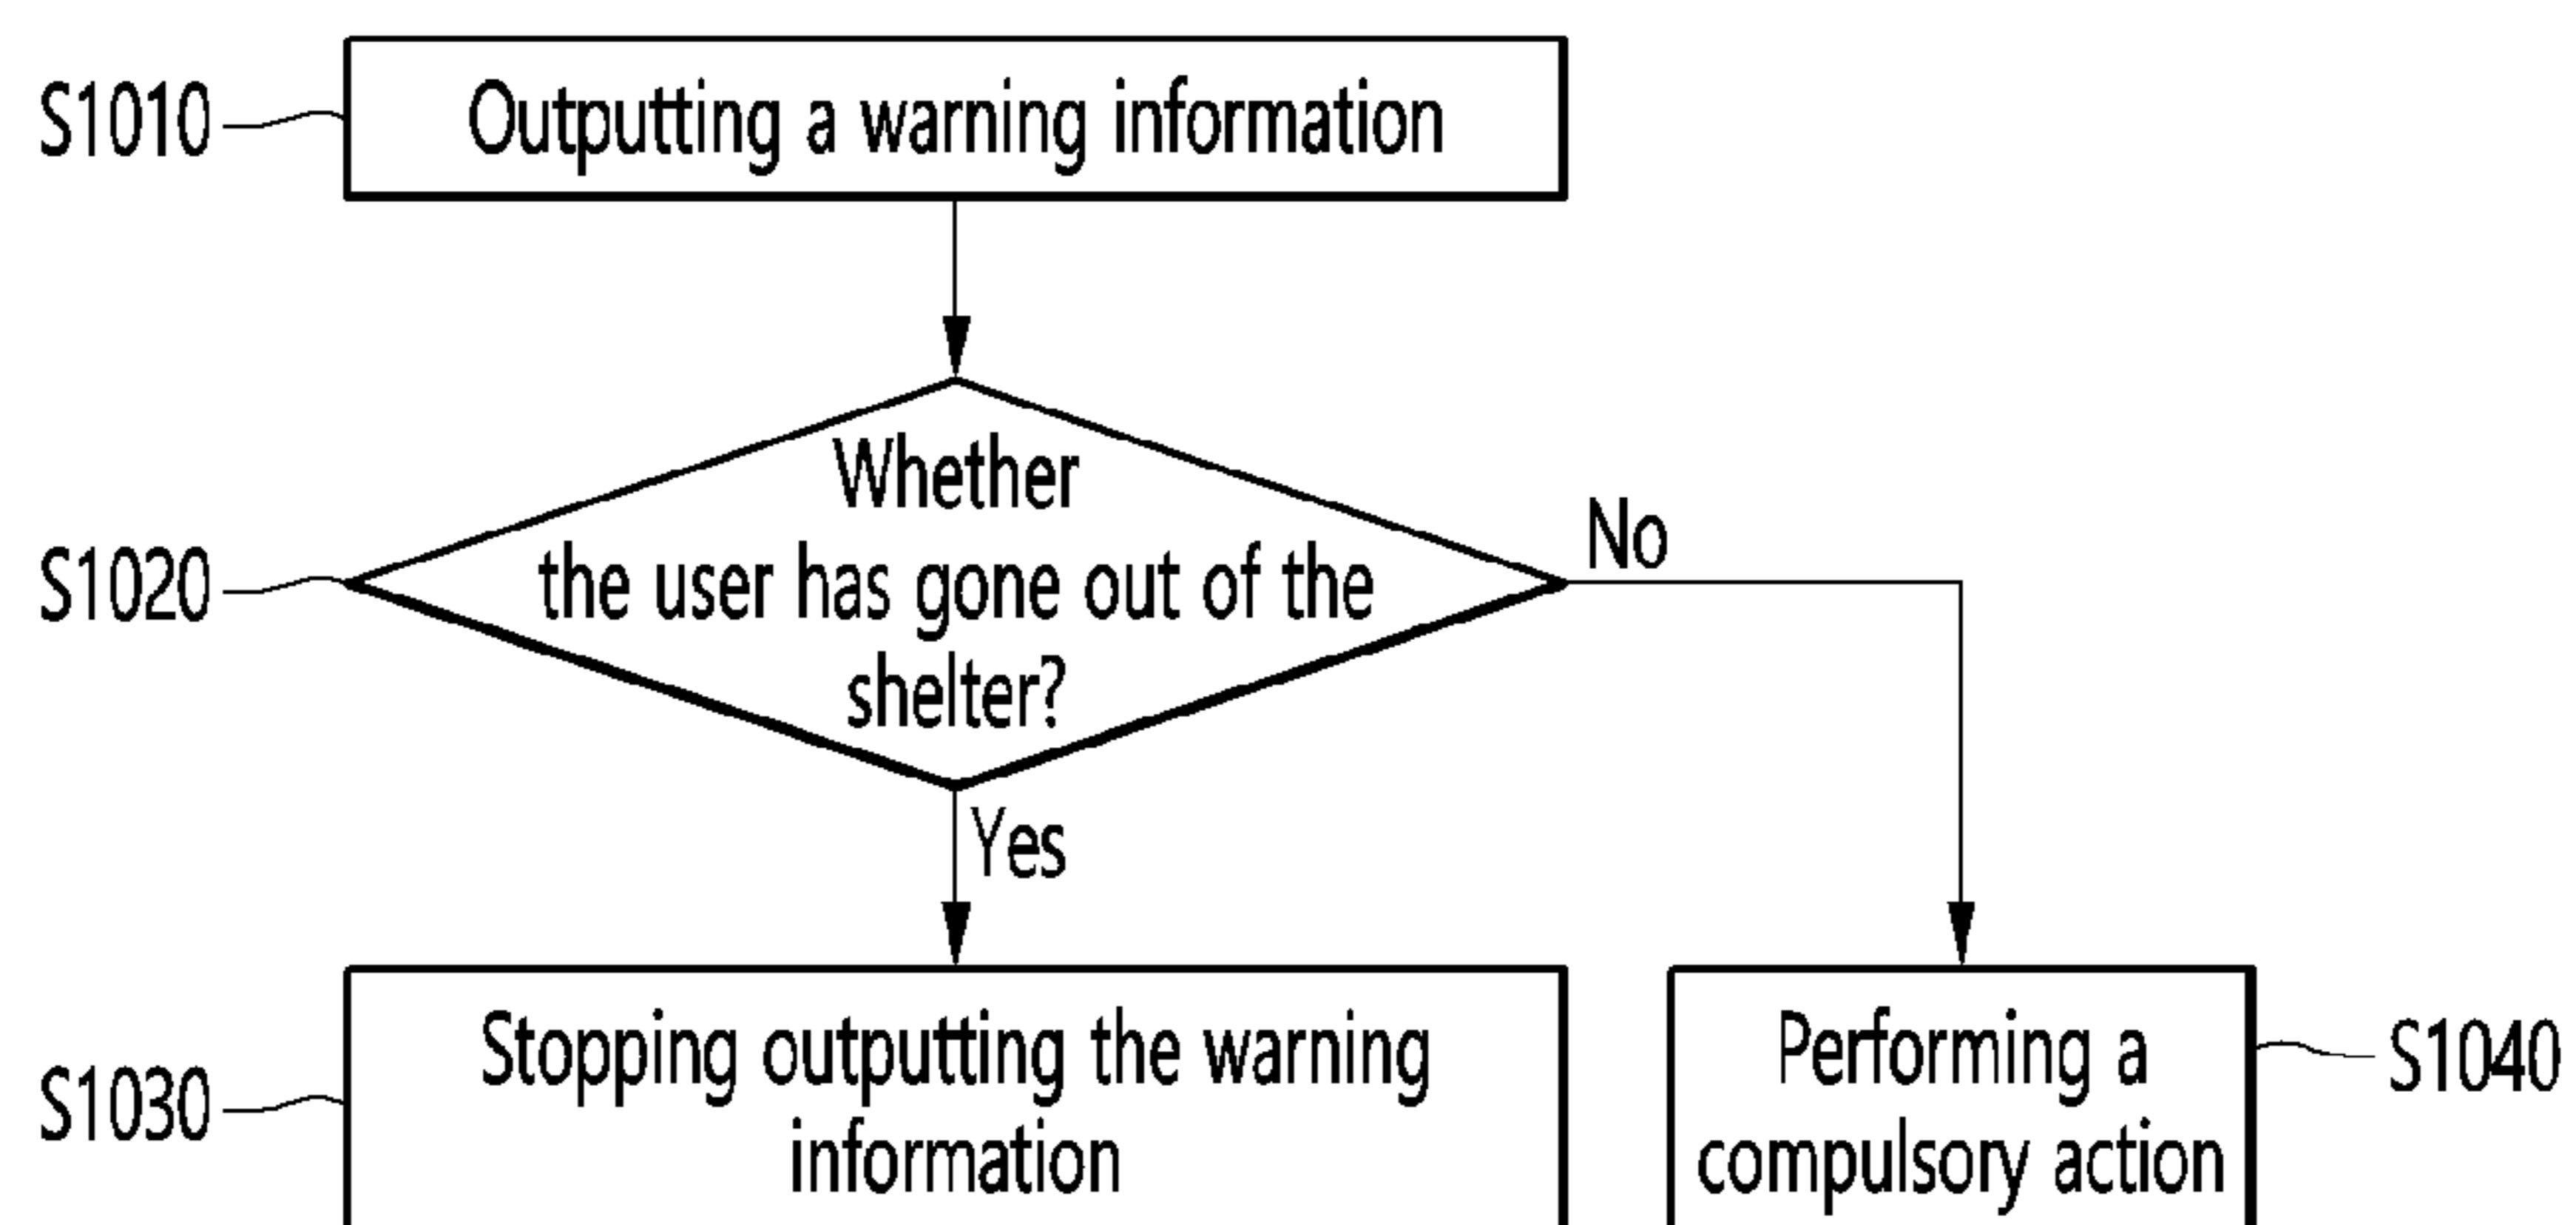 S1010
Outputting a warning information
Whether
the user has gone out of the
shelter?
S1020
No
Yes
S1030
Stopping outputting the warning
information
Performing a
compulsory action
S1040